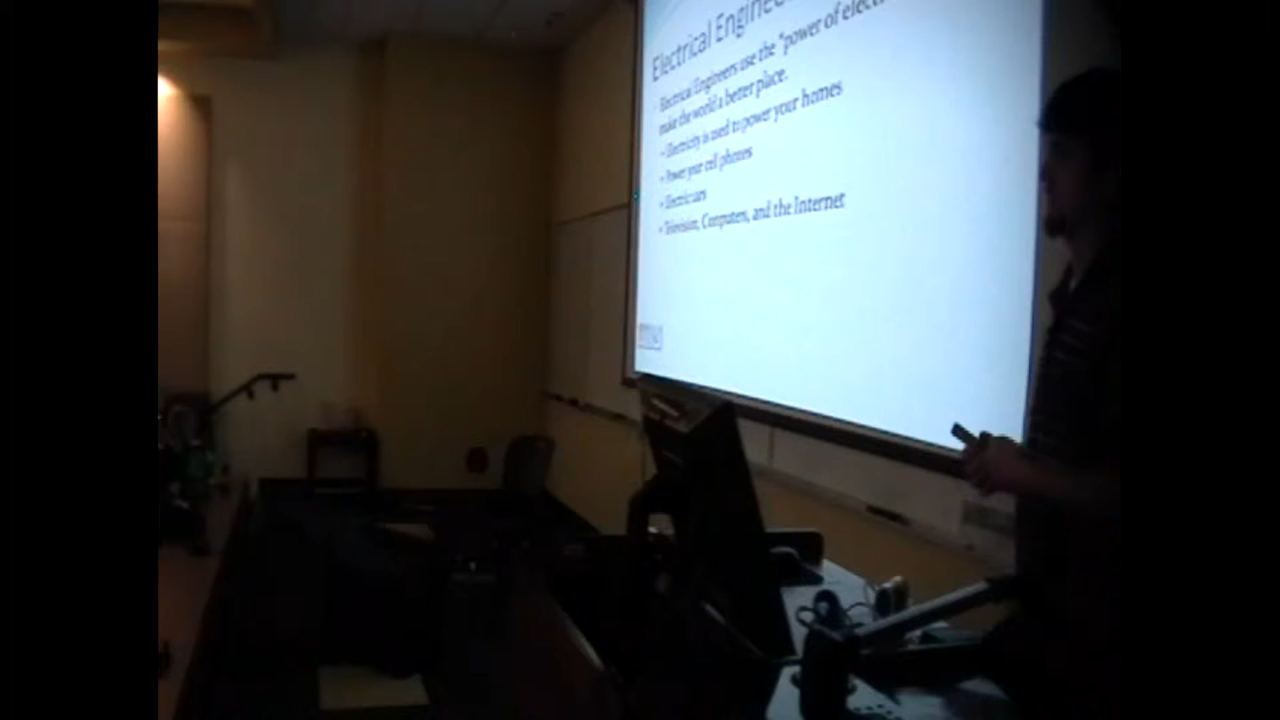 Electrical Enginee
Electrical Engineers use the "power of elect
make the world a better place.
Electricity is used to power your homes
Power your cell phones
Electric cars
Television, Computers, and the Internet